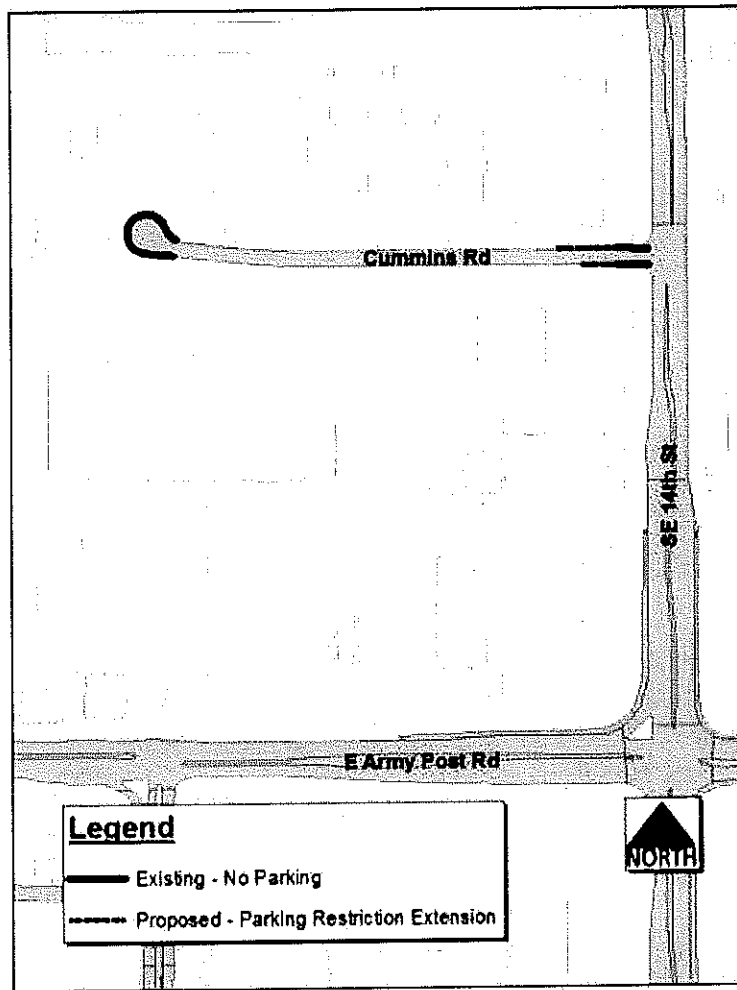 Cummins Rd
SE 14th St
E Army Post Rd
Legend
Existing - No Parking
Proposed - Parking Restriction Extension
NORTH